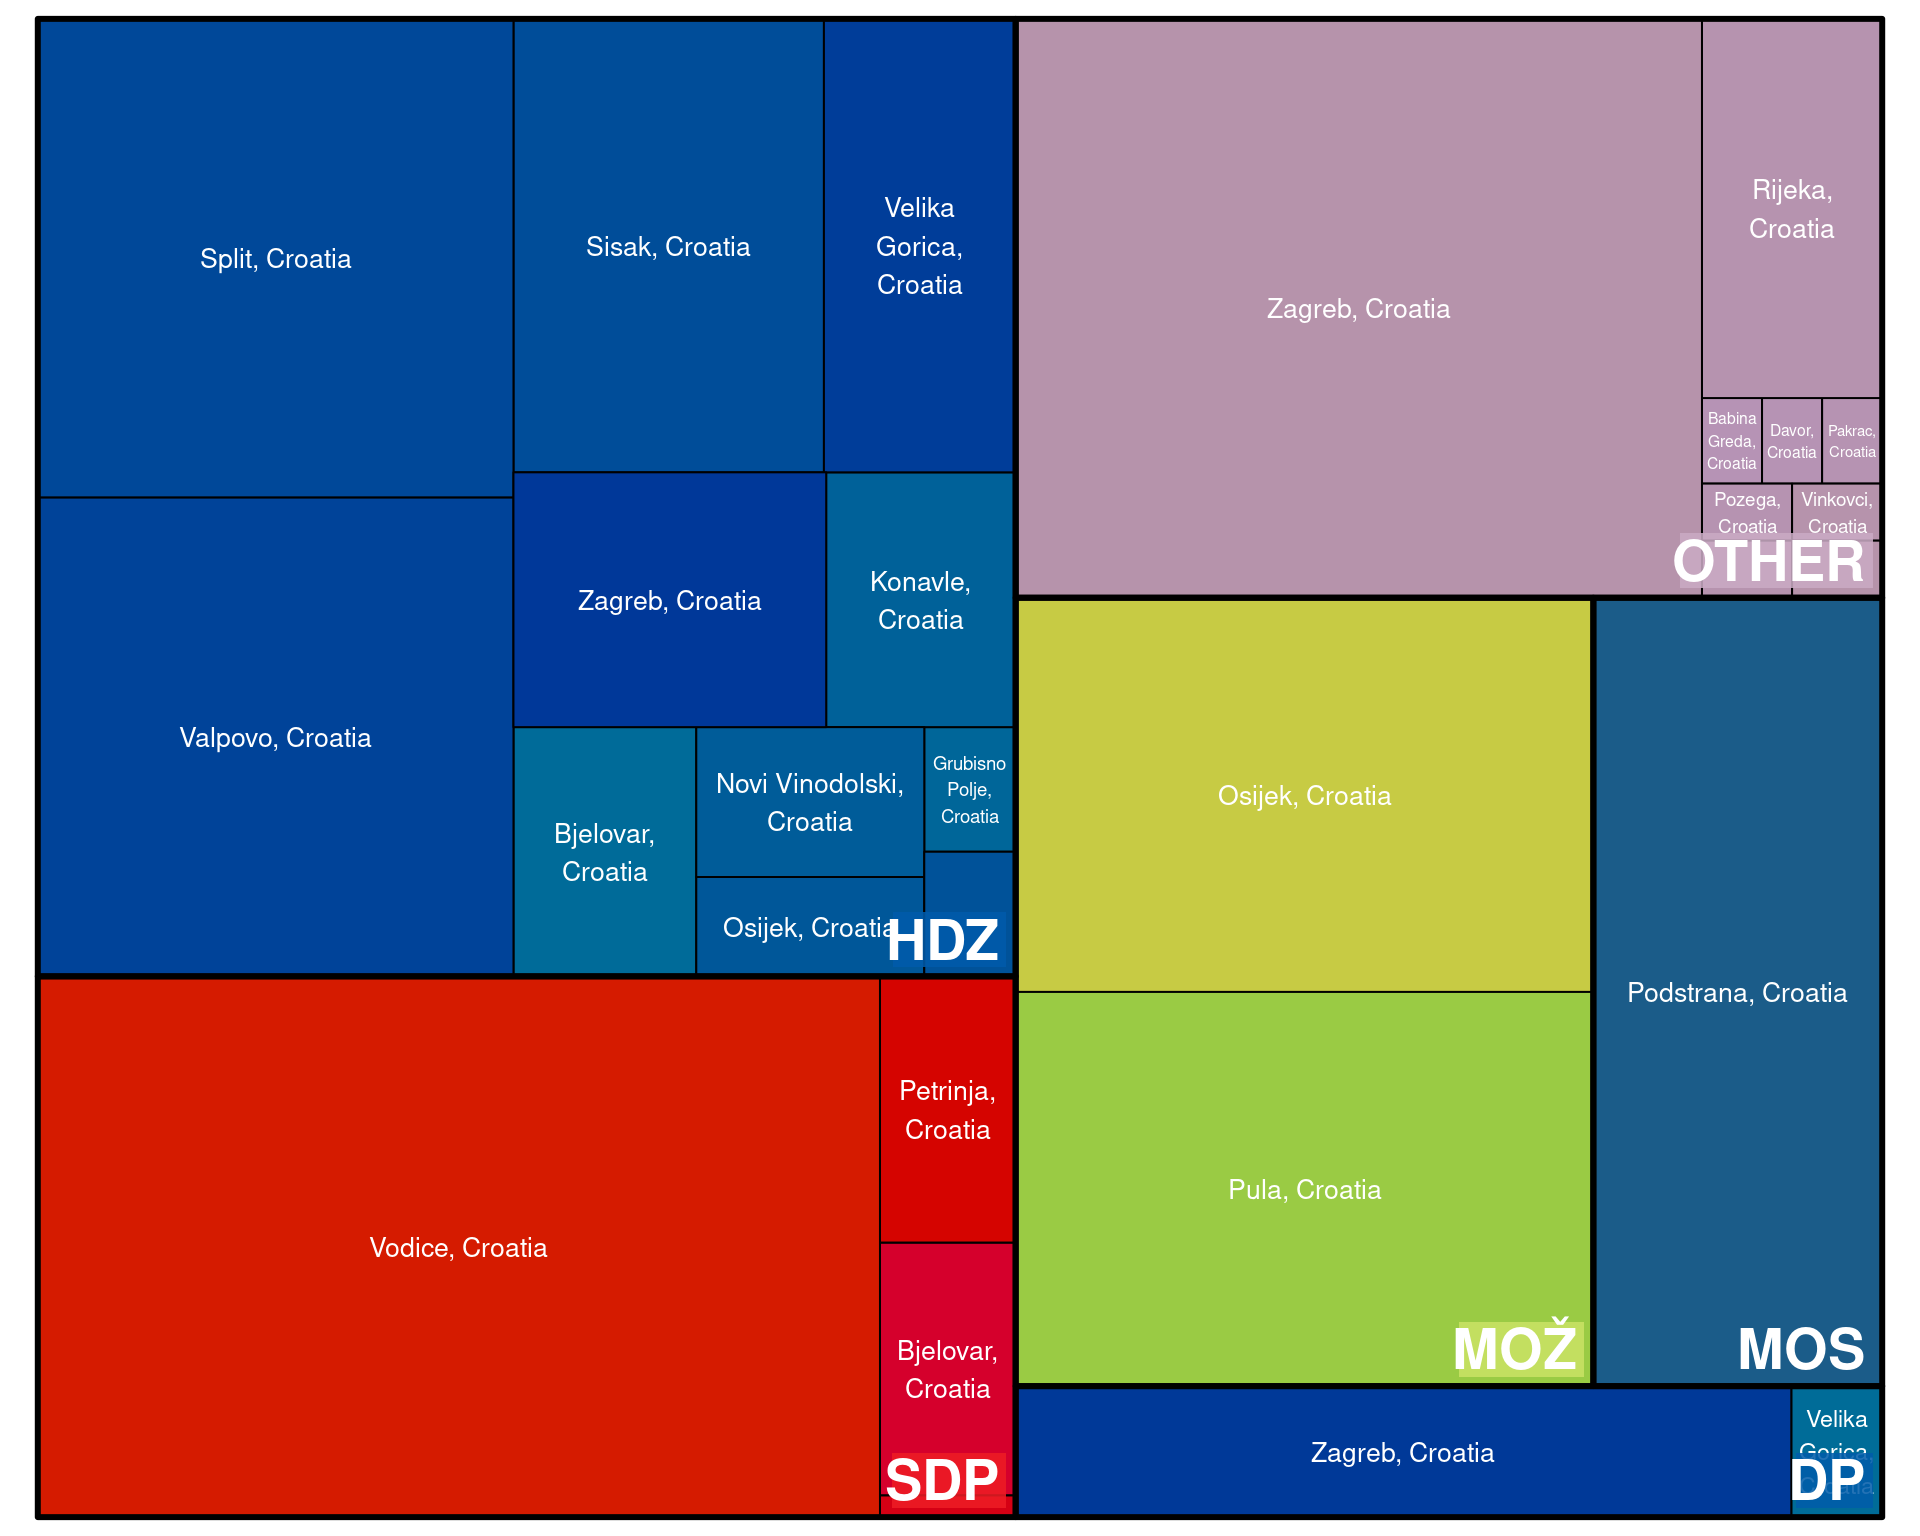 Split, Croatia
Sisak, Croatia
Velika
Gorica,
Croatia
Valpovo, Croatia
Zagreb, Croatia
Konavle,
Croatia
Bjelovar,
Croatia
Novi Vinodolski,
Croatia
Grubisno
Polje,
Croatia
Osijek, Croatia
HDZ
Vodice, Croatia
Petrinja,
Croatia
Bjelovar,
Croatia
SDP
Zagreb, Croatia
Rijeka,
Croatia
Babina
Greda,
Croatia
Davor,
Croatia
Pakrac,
Croatia
Pozega,
Croatia
Vinkovci,
Croatia
OTHER
Osijek, Croatia
Pula, Croatia
MOŽ
Podstrana, Croatia
MOS
Zagreb, Croatia
Velika
Gorica,
Croatia
DP